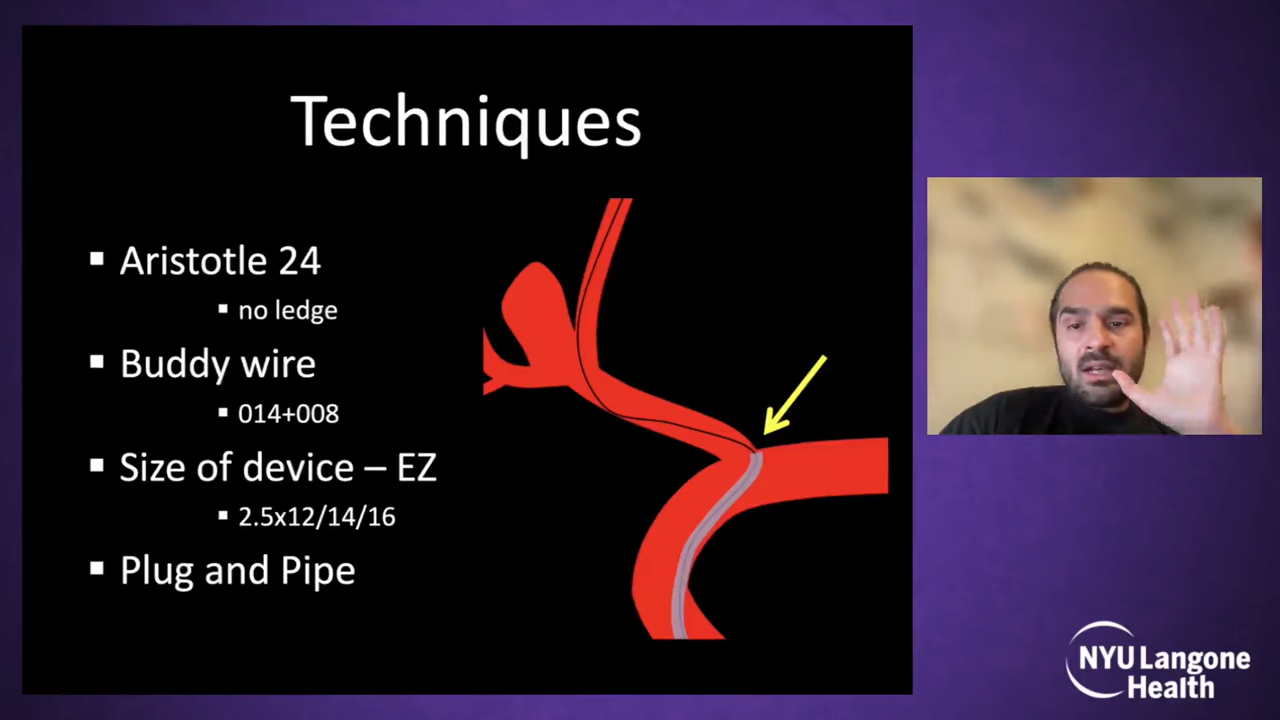 Techniques
▪ Aristotle 24
▪ no ledge
▪ Buddy wire
▪ 014+008
▪ Size of device – EZ
▪ 2.5x12/14/16
▪ Plug and Pipe
NYU Langone
Health